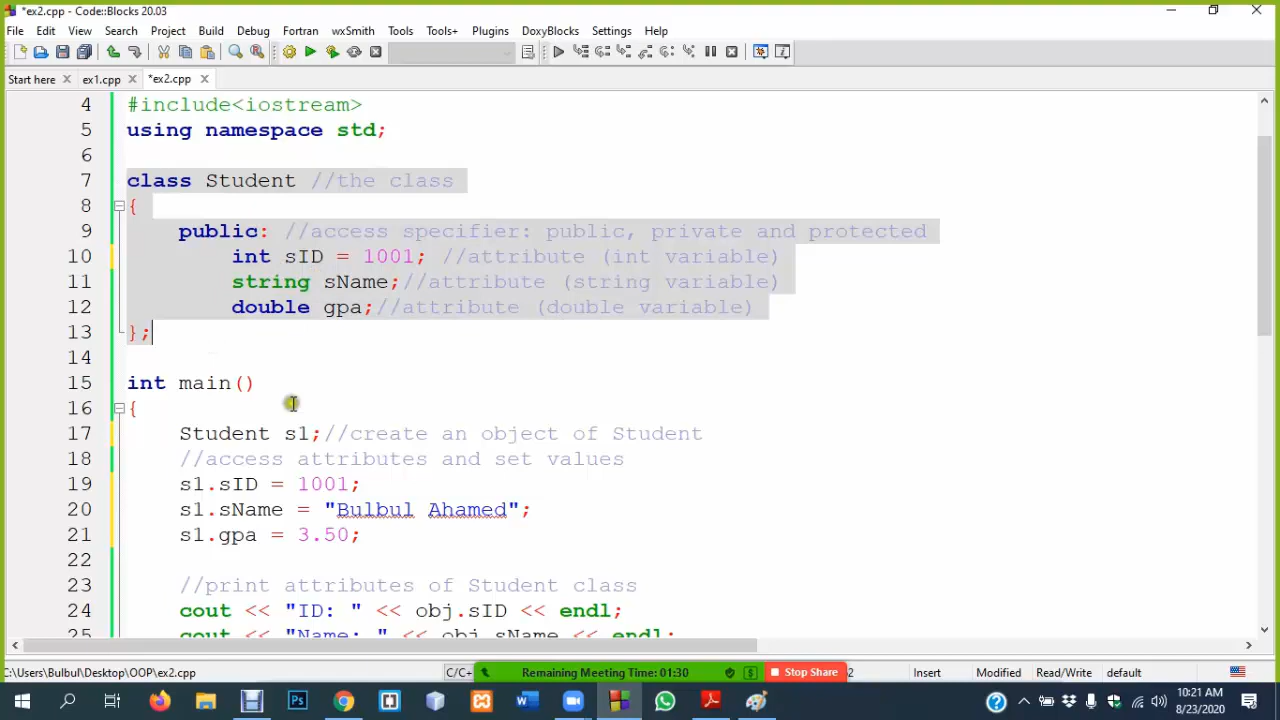 *ex2.cpp - Code::Blocks 20.03
File Edit View Search Project Build Debug Fortran wxSmith Tools Tools+ Plugins DoxyBlocks Settings Help
Start here ex1.cpp *ex2.cpp
4 #include<iostream>
5 using namespace std;
6
7 class Student //the class
8 {
9 public: //access specifier: public, private and protected
10 int sID = 1001; //attribute (int variable)
11 string sName;//attribute (string variable)
12 double gpa;//attribute (double variable)
13 };
14
15 int main()
16 {
17 Student s1;//create an object of Student
18 //access attributes and set values
19 s1.sID = 1001;
20 s1.sName = "Bulbul Ahamed";
21 s1.gpa = 3.50;
22
23 //print attributes of Student class
24 cout << "ID: " << obj.sID << endl;
25 cout << "Name: " << obj.sName << endl;
C:\Users\Bulbul\Desktop\OOP\ex2.cpp C/C+ Remaining Meeting Time: 01:30 Stop Share 2 Insert Modified Read/Write default
10:21 AM
8/23/2020